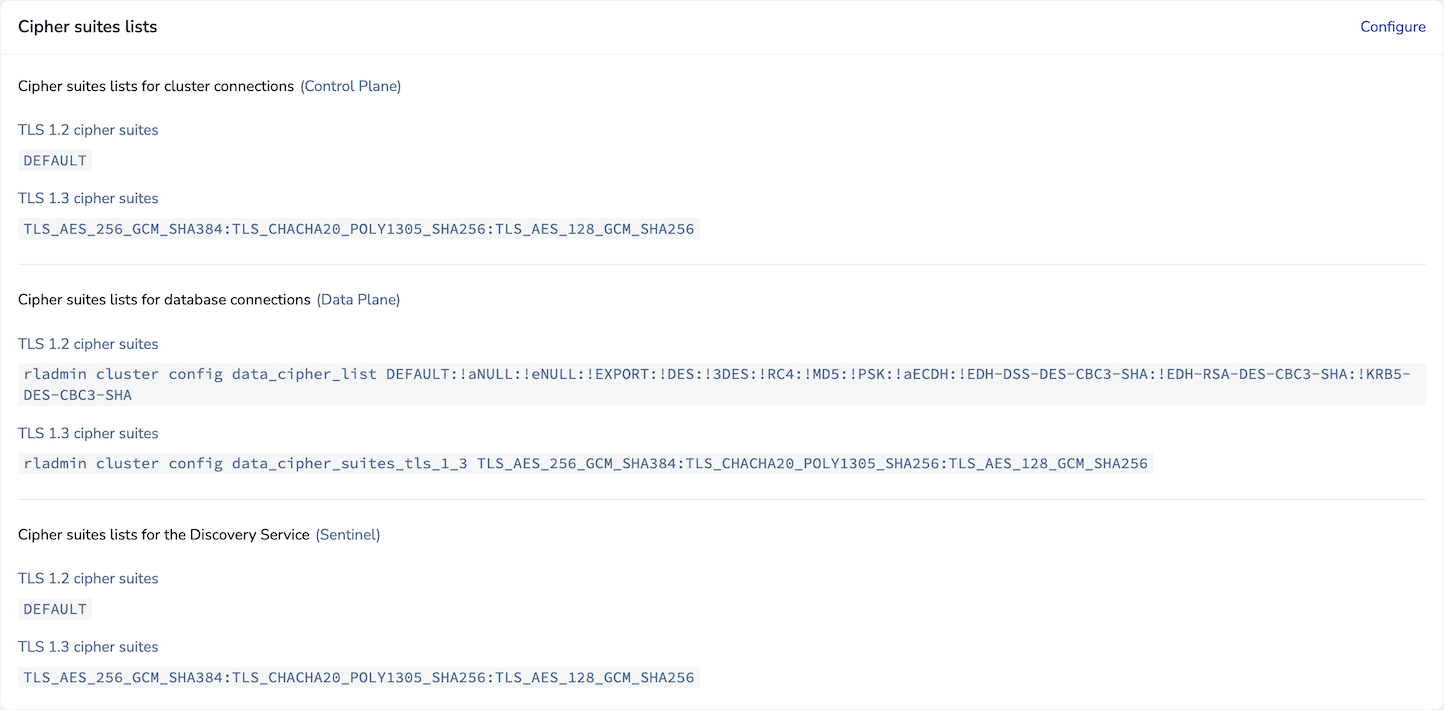 Cipher suites lists
Configure
Cipher suites lists for cluster connections (Control Plane)
TLS 1.2 cipher suites
DEFAULT
TLS 1.3 cipher suites
TLS_AES_256_GCM_SHA384:TLS_CHACHA20_POLY1305_SHA256:TLS_AES_128_GCM_SHA256
Cipher suites lists for database connections (Data Plane)
TLS 1.2 cipher suites
rladmin cluster config data_cipher_list DEFAULT:!aNULL:!eNULL:!EXPORT:!DES:!3DES:!RC4:!MD5:!PSK:!aECDH:!EDH-DSS-DES-CBC3-SHA:!EDH-RSA-DES-CBC3-SHA:!KRB5-
DES-CBC3-SHA
TLS 1.3 cipher suites
rladmin cluster config data_cipher_suites_tls_1_3 TLS_AES_256_GCM_SHA384:TLS_CHACHA20_POLY1305_SHA256:TLS_AES_128_GCM_SHA256
Cipher suites lists for the Discovery Service (Sentinel)
TLS 1.2 cipher suites
DEFAULT
TLS 1.3 cipher suites
TLS_AES_256_GCM_SHA384:TLS_CHACHA20_POLY1305_SHA256:TLS_AES_128_GCM_SHA256